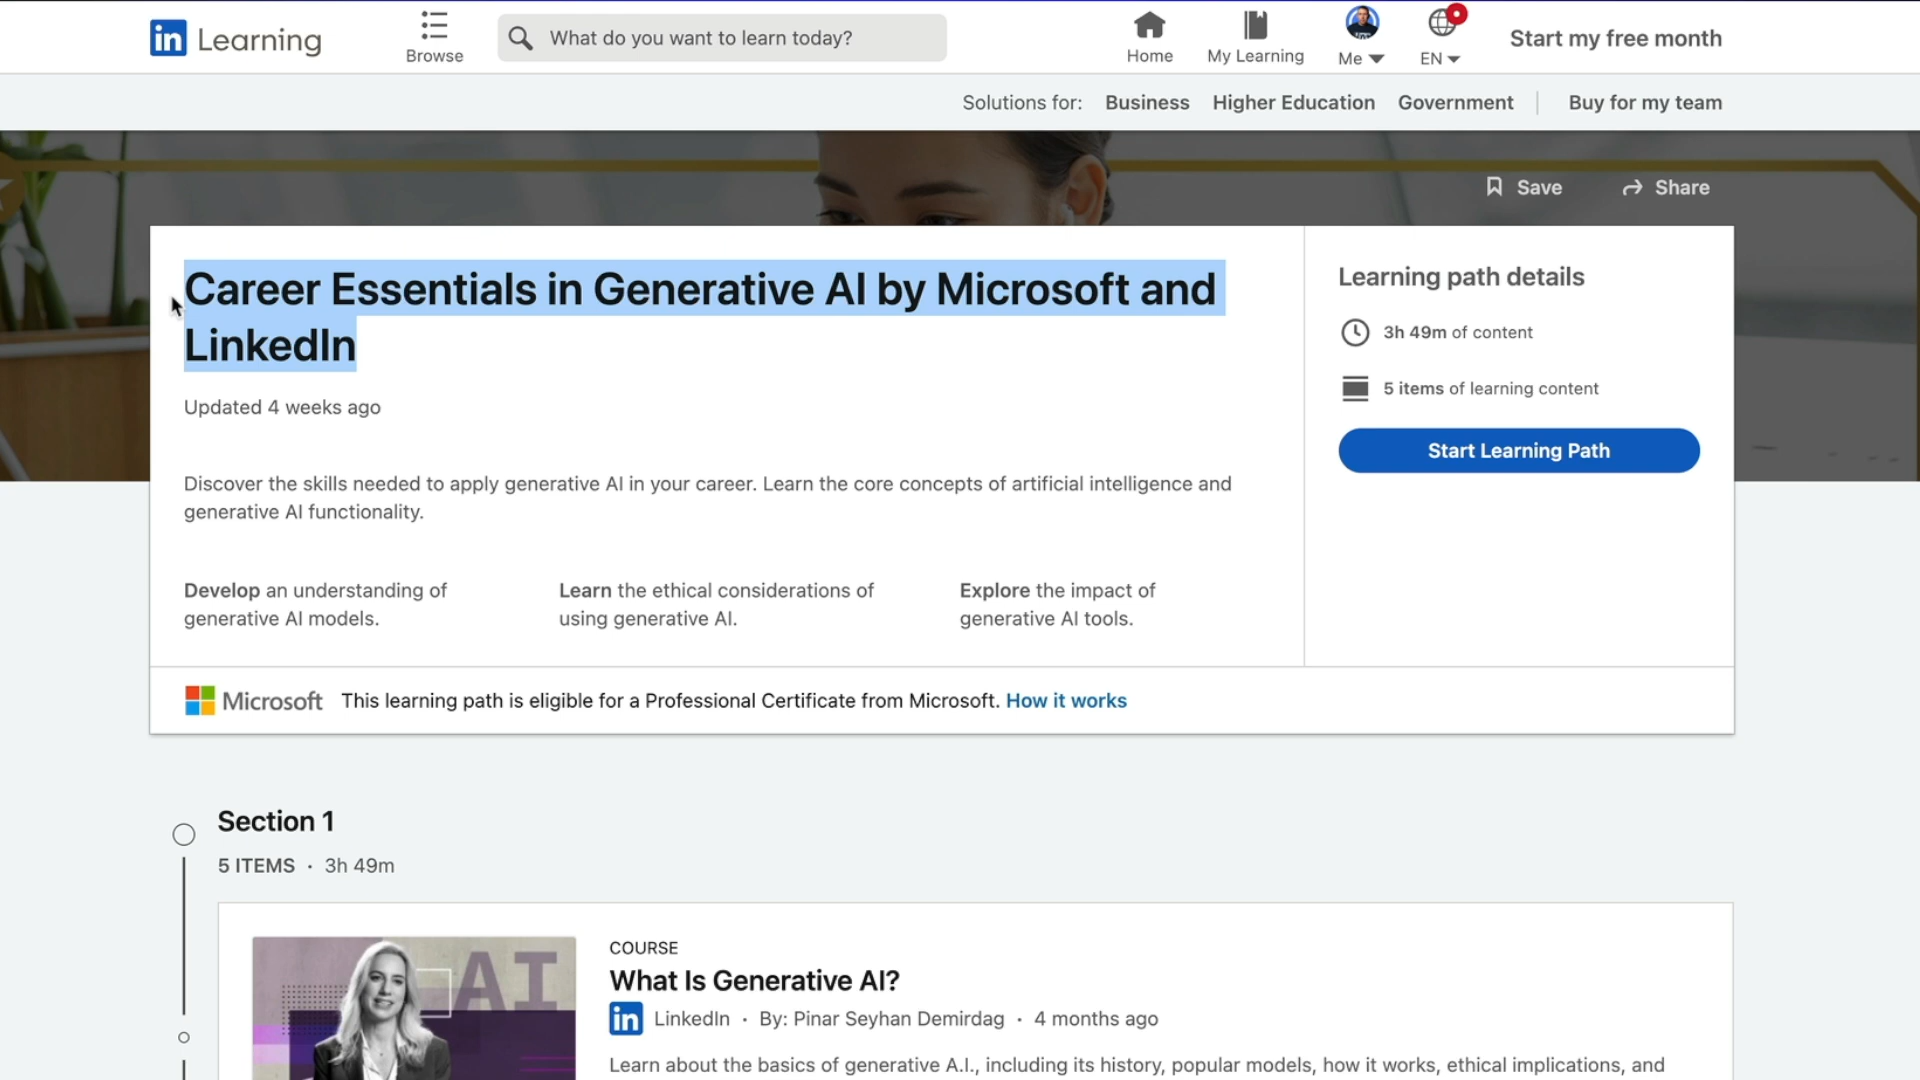 in Learning
Browse
What do you want to learn today?
Home
My Learning
Me
EN
Start my free month
Solutions for: Business Higher Education Government Buy for my team
Save Share
Career Essentials in Generative AI by Microsoft and
LinkedIn
Updated 4 weeks ago
Discover the skills needed to apply generative AI in your career. Learn the core concepts of artificial intelligence and
generative AI functionality.
Develop an understanding of
generative AI models.
Learn the ethical considerations of
using generative AI.
Explore the impact of
generative AI tools.
Learning path details
3h 49m of content
5 items of learning content
Start Learning Path
Microsoft This learning path is eligible for a Professional Certificate from Microsoft. How it works
Section 1
5 ITEMS · 3h 49m
AI
COURSE
What Is Generative AI?
in LinkedIn · By: Pinar Seyhan Demirdag · 4 months ago
Learn about the basics of generative A.I., including its history, popular models, how it works, ethical implications, and